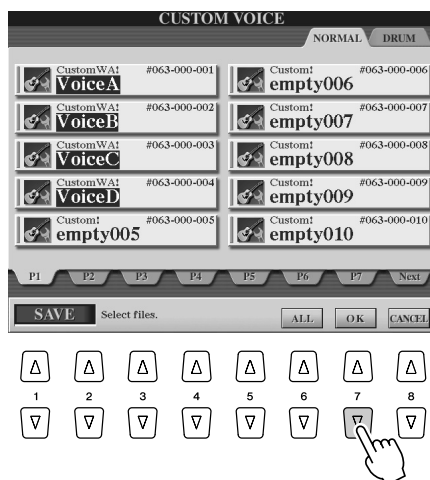 CUSTOM VOICE
NORMAL DRUM
CustomWA! #063-000-001
VoiceA
CustomWA! #063-000-002
VoiceB
CustomWA! #063-000-003
VoiceC
CustomWA! #063-000-004
VoiceD
Custom! #063-000-005
empty005
Custom! #063-000-006
empty006
Custom! #063-000-007
empty007
Custom! #063-000-008
empty008
Custom! #063-000-009
empty009
Custom! #063-000-010
empty010
P1 P2 P3 P4 P5 P6 P7 Next
SAVE Select files. ALL OK CANCEL
1 2 3 4 5 6 7 8